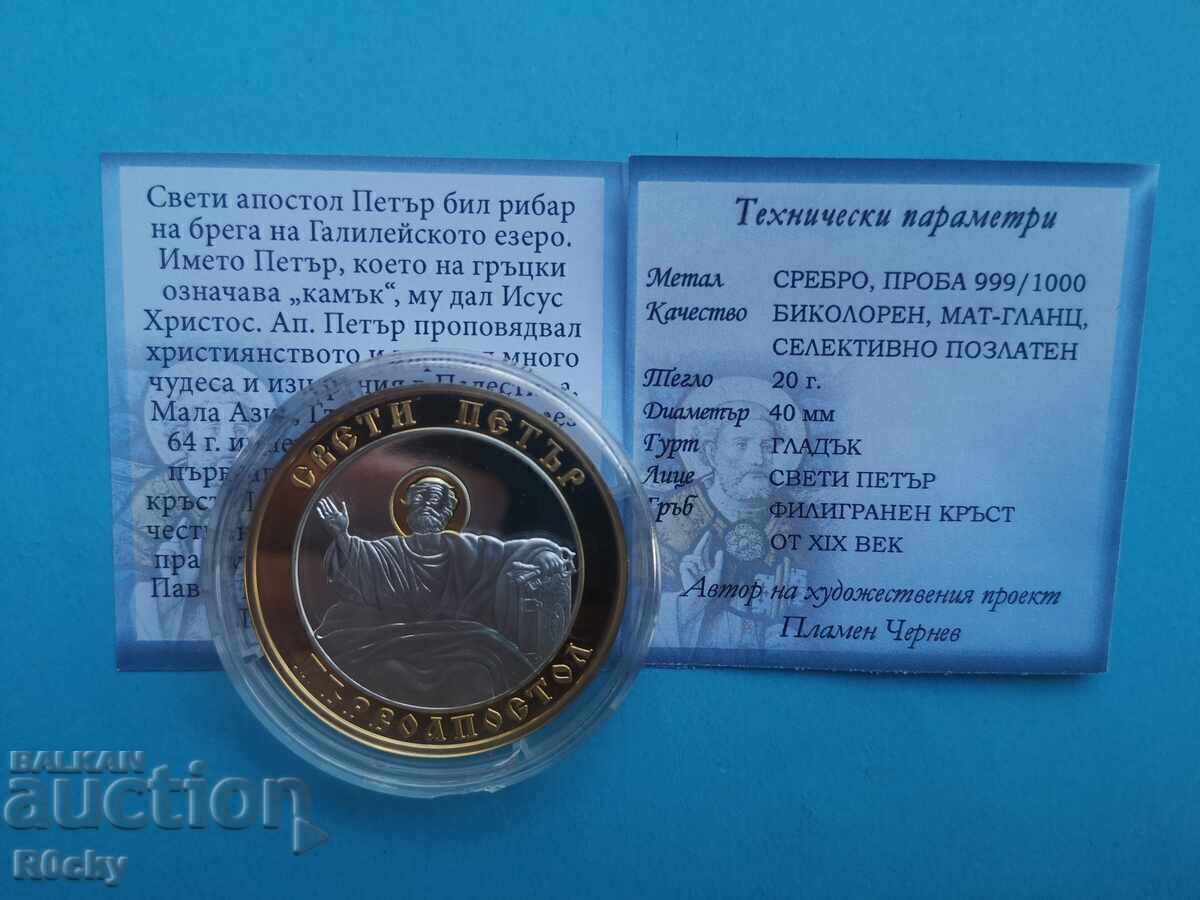 Свети апостол Петър бил рибар
на брега на Галилейското езеро.
Името Петър, което на гръцки
означава „камък“, му дал Исус
Христос. Ап. Петър проповядвал
християнството и много
чудеса и
Мала
64 г.
кръст
Пав
Технически параметри
Метал СРЕБРО, ПРОБА 999/1000
Качество БИКОЛОРЕН, МАТ-ГЛАНЦ,
СЕЛЕКТИВНО ПОЗЛАТЕН
Тегло 20 г.
Диаметър 40 мм
Гурт ГЛАДЪК
Лице СВЕТИ ПЕТЪР
Гръб ФИЛИГРАНЕН КРЪСТ
ОТ XIX ВЕК
Автор на художествения проект
Пламен Чернев
СВЕТИ ПЕТЪР
BALKAN
auction
R0cky